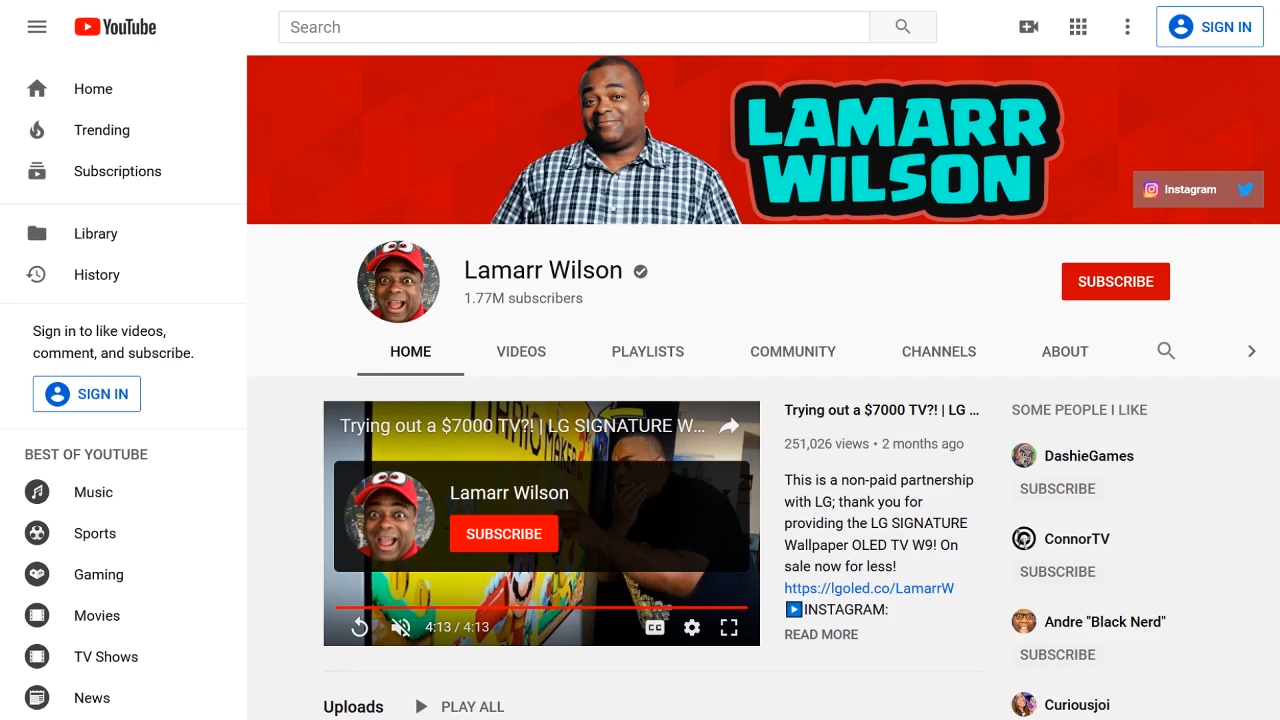 YouTube
Search
SIGN IN
Home
Trending
Subscriptions
Library
History
Sign in to like videos,
comment, and subscribe.
SIGN IN
BEST OF YOUTUBE
Music
Sports
Gaming
Movies
TV Shows
News
LAMARR
WILSON
Instagram
Lamarr Wilson
1.77M subscribers
SUBSCRIBE
HOME
VIDEOS
PLAYLISTS
COMMUNITY
CHANNELS
ABOUT
Trying out a $7000 TV?! | LG SIGNATURE W...
Lamarr Wilson
SUBSCRIBE
4:13 / 4:13
CC
Trying out a $7000 TV?! | LG ...
251,026 views • 2 months ago
This is a non-paid partnership
with LG; thank you for
providing the LG SIGNATURE
Wallpaper OLED TV W9! On
sale now for less!
https://lgoled.co/LamarrW
▶INSTAGRAM:
READ MORE
SOME PEOPLE I LIKE
DashieGames
SUBSCRIBE
ConnorTV
SUBSCRIBE
Andre "Black Nerd"
SUBSCRIBE
Curiousjoi
Uploads
PLAY ALL